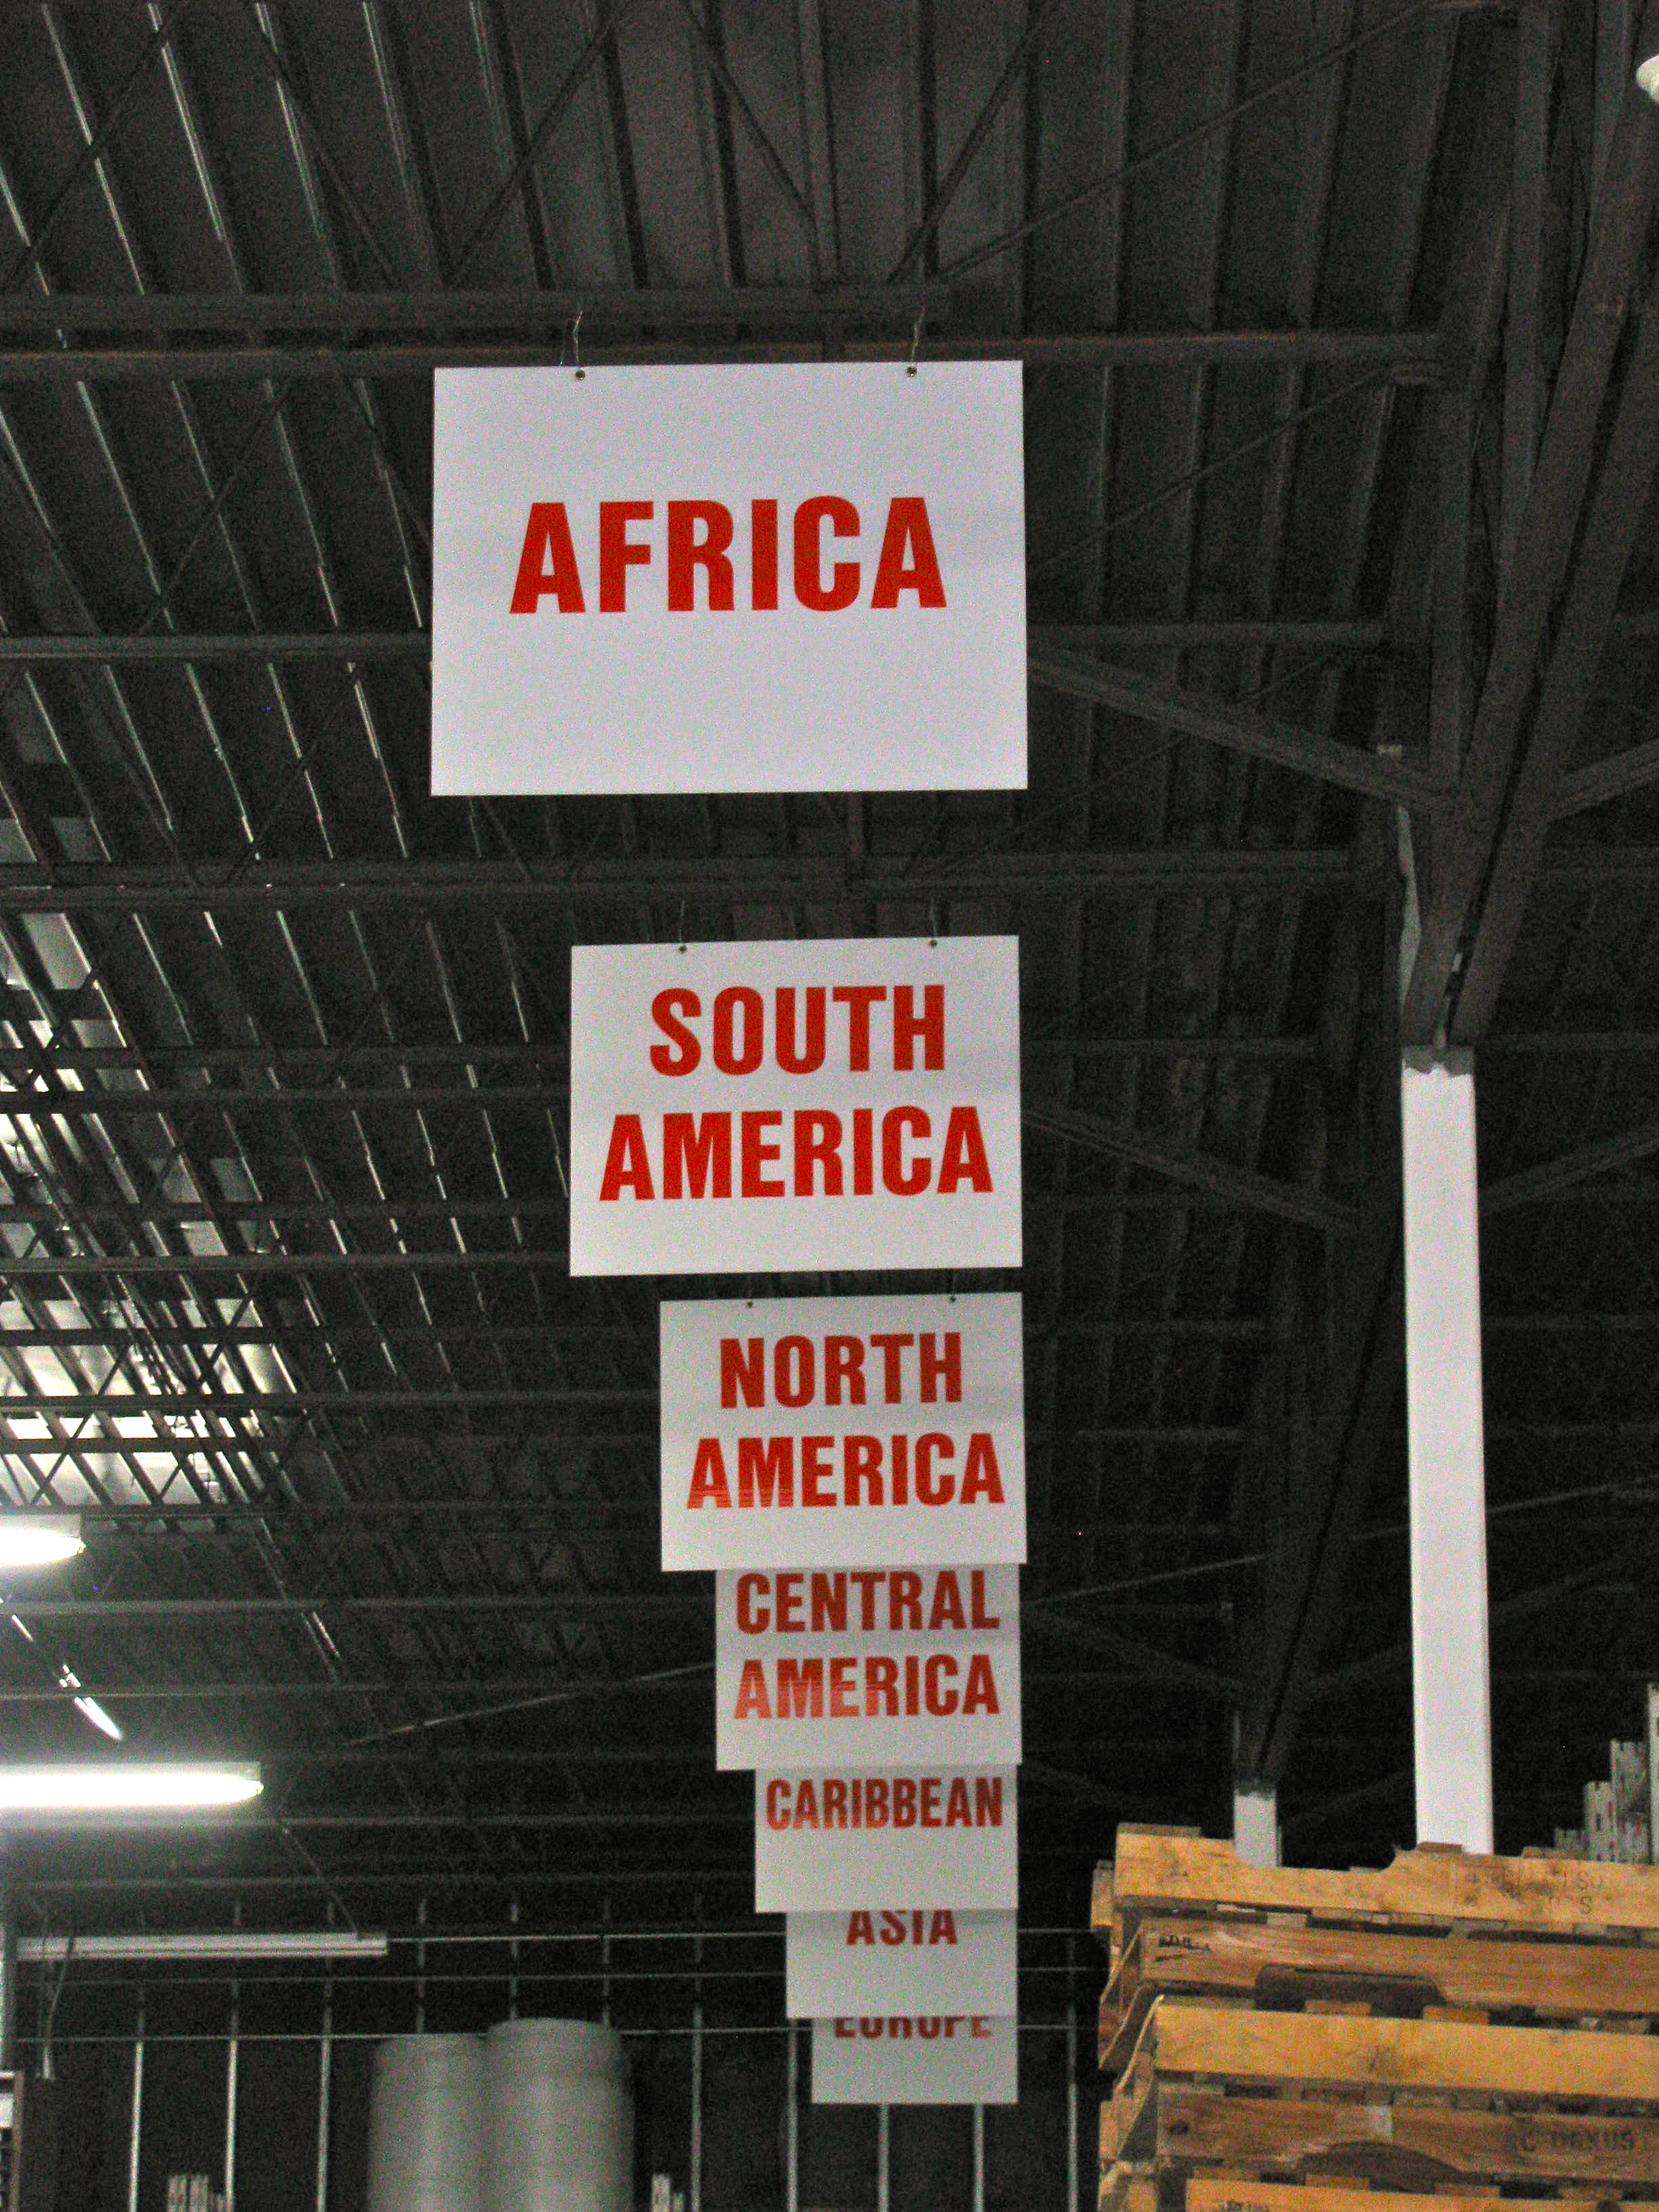 AFRICA
SOUTH
AMERICA
NORTH
AMERICA
CENTRAL
AMERICA
CARIBBEAN
ASIA
EUROPE